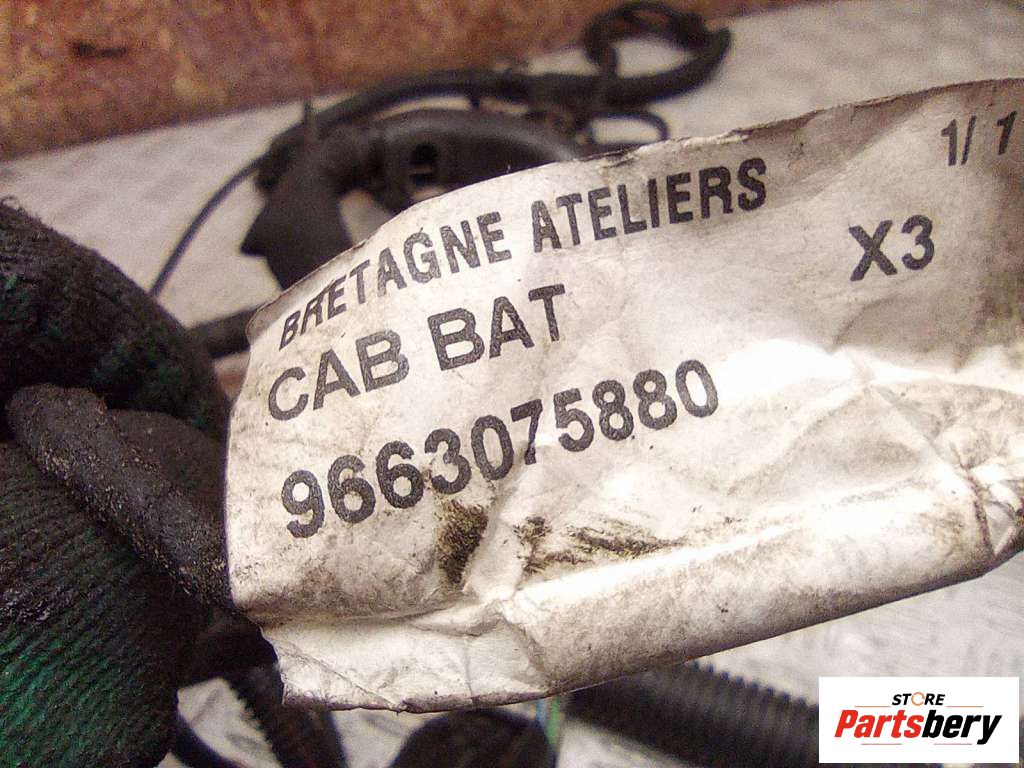 1/ 1
BRETAGNE ATELIERS
X3
CAB BAT
9663075880
STORE
Partsbery